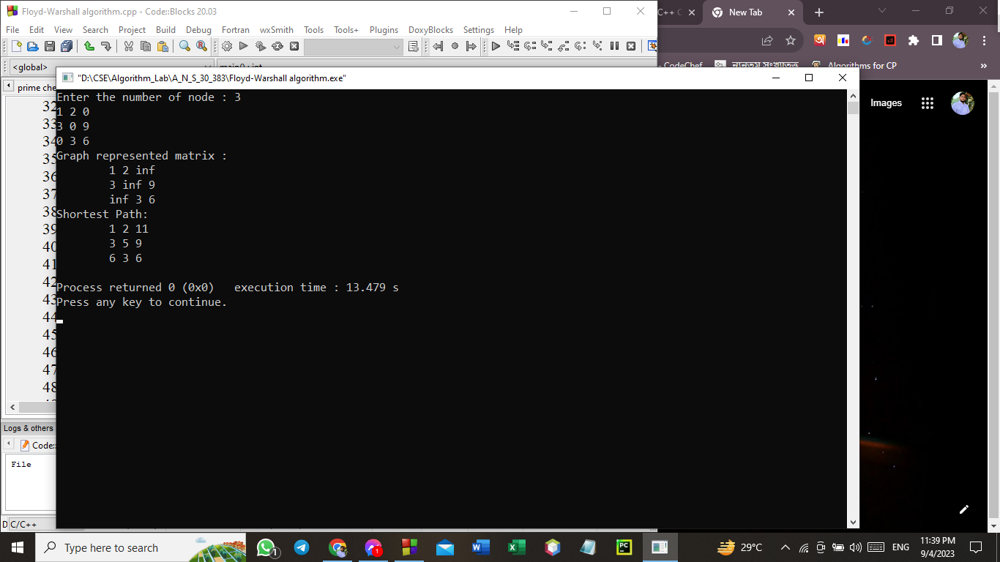 Floyd-Warshall algorithm.cpp - Code::Blocks 20.03
File Edit View Search Project Build Debug Fortran wxSmith Tools Tools+ Plugins DoxyBlocks Settings Help
<global>
prime che
32
33
34
35
36
37
38
39
40
41
42
43
44
45
46
47
48
Logs & others
Code::
File
C/C++
"D:\CSE\Algorithm_Lab\A_N_S_30_383\Floyd-Warshall algorithm.exe"
Enter the number of node : 3
1 2 0
3 0 9
0 3 6
Graph represented matrix :
1 2 inf
3 inf 9
inf 3 6
Shortest Path:
1 2 11
3 5 9
6 3 6
Process returned 0 (0x0) execution time : 13.479 s
Press any key to continue.
New Tab
CodeChef
Algorithms for CP
Images
Type here to search
1
1
PC
29°C
ENG
11:39 PM
9/4/2023